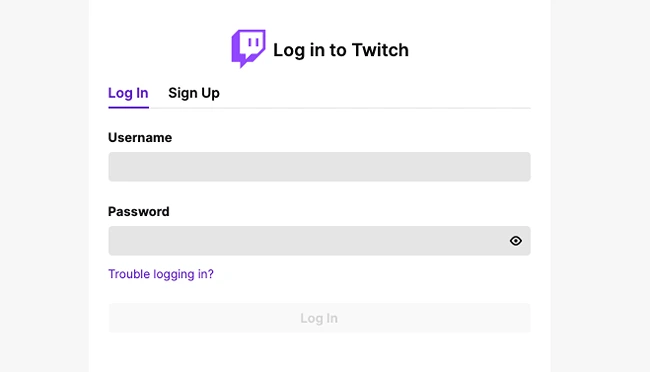 Log in to Twitch
Log In Sign Up
Username
Password
Trouble logging in?
Log In